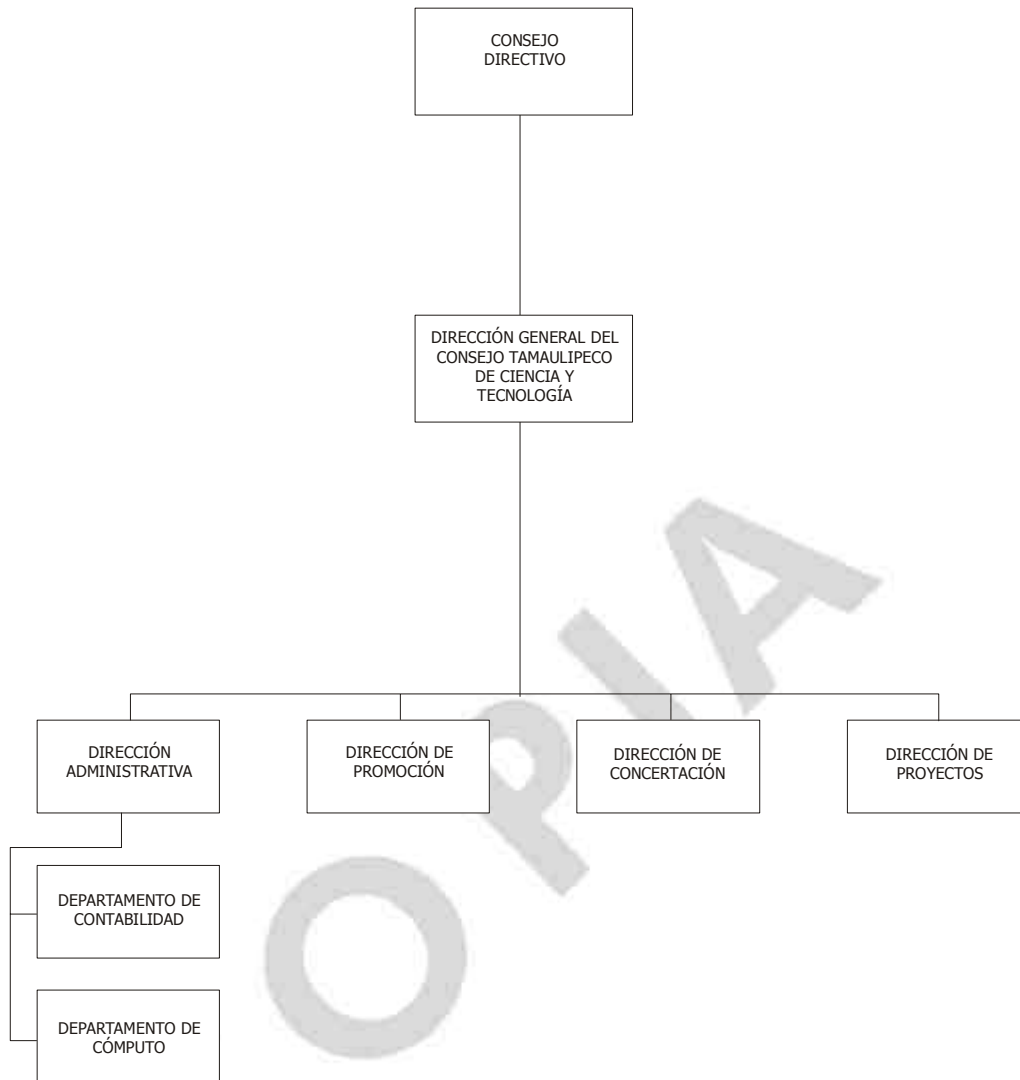 CONSEJO
DIRECTIVO
DIRECCIÓN GENERAL DEL
CONSEJO TAMAULIPECO
DE CIENCIA Y
TECNOLOGÍA
DIRECCIÓN
ADMINISTRATIVA
DIRECCIÓN DE
PROMOCIÓN
DIRECCIÓN DE
CONCERTACIÓN
DIRECCIÓN DE
PROYECTOS
DEPARTAMENTO DE
CONTABILIDAD
DEPARTAMENTO DE
CÓMPUTO
OPIA